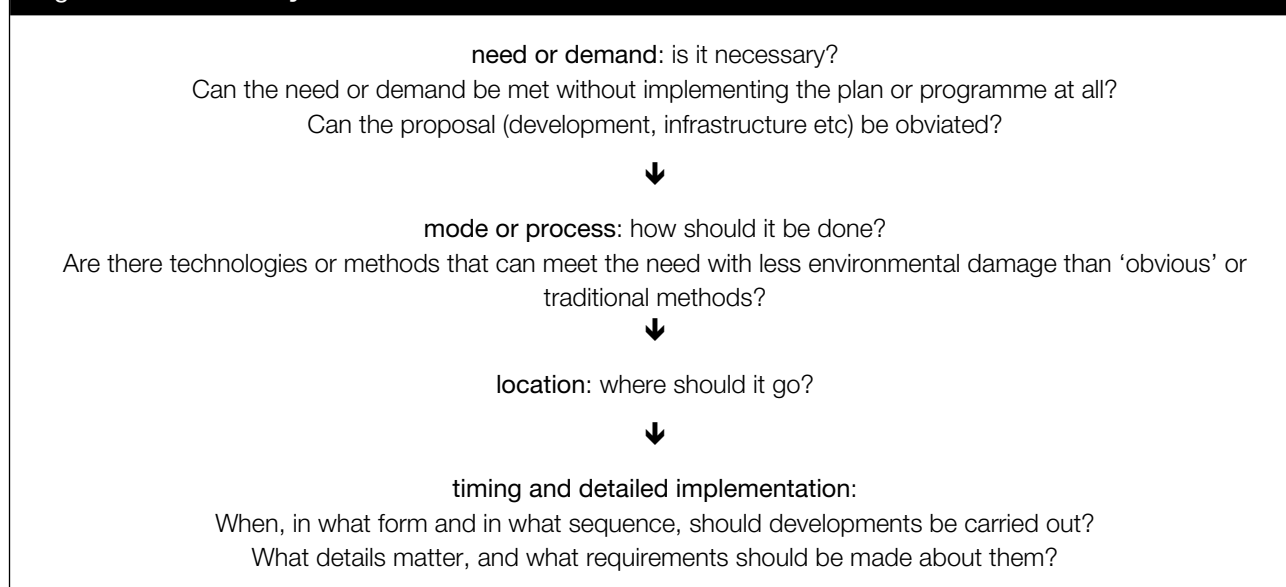 need or demand: is it necessary?
Can the need or demand be met without implementing the plan or programme at all?
Can the proposal (development, infrastructure etc) be obviated?
mode or process: how should it be done?
Are there technologies or methods that can meet the need with less environmental damage than ‘obvious’ or
traditional methods?
location: where should it go?
timing and detailed implementation:
When, in what form and in what sequence, should developments be carried out?
What details matter, and what requirements should be made about them?